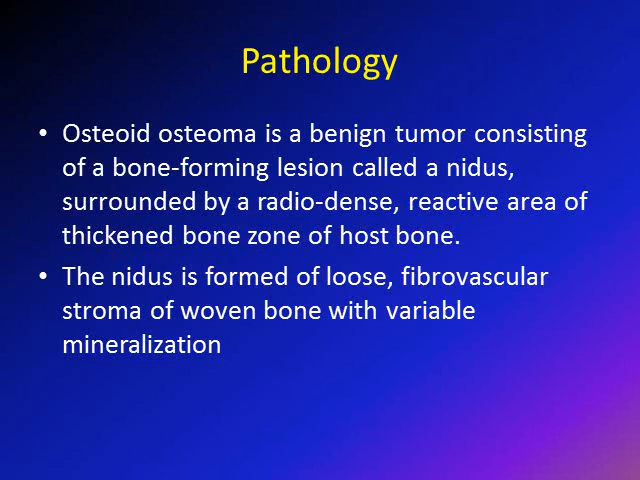 Pathology
• Osteoid osteoma is a benign tumor consisting
of a bone-forming lesion called a nidus,
surrounded by a radio-dense, reactive area of
thickened bone zone of host bone.
• The nidus is formed of loose, fibrovascular
stroma of woven bone with variable
mineralization